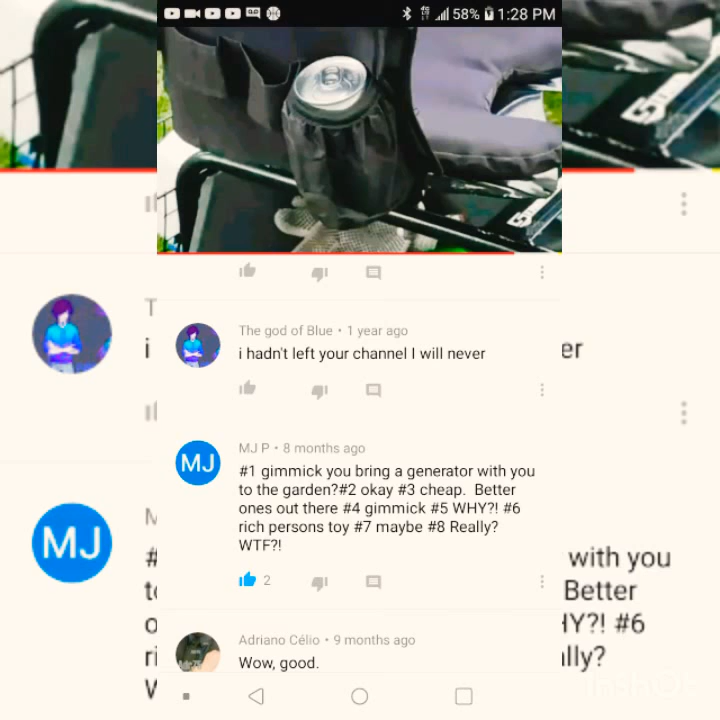 58% 1:28 PM
The god of Blue • 1 year ago
i hadn't left your channel I will never
er
MJ
MJ P • 8 months ago
#1 gimmick you bring a generator with you
to the garden?#2 okay #3 cheap. Better
ones out there #4 gimmick #5 WHY?! #6
rich persons toy #7 maybe #8 Really?
WTF?!
2
MJ
with you
Better
HY?! #6
ally?
Adriano Célio • 9 months ago
Wow, good.